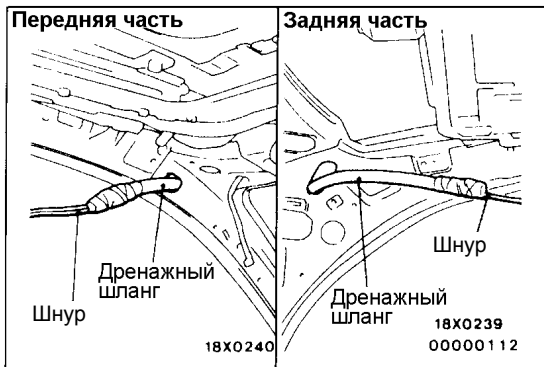 Передняя часть
Шнур
Дренажный
шланг
18X0240
Задняя часть
Шнур
Дренажный
шланг
18X0239
00000112